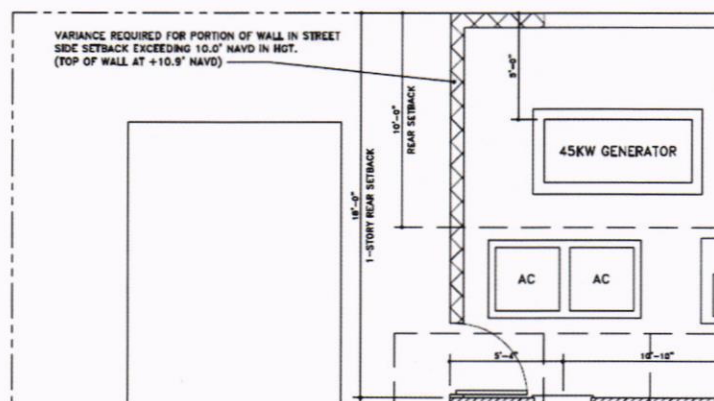 VARIANCE REQUIRED FOR PORTION OF WALL IN STREET
SIDE SETBACK EXCEEDING 10.0' NAVD IN HGT.
(TOP OF WALL AT +10.9' NAVD)
5'-0"
10'-0"
REAR SETBACK
45KW GENERATOR
18'-0"
1-STORY REAR SETBACK
AC
AC
5'-4"
10'-10"